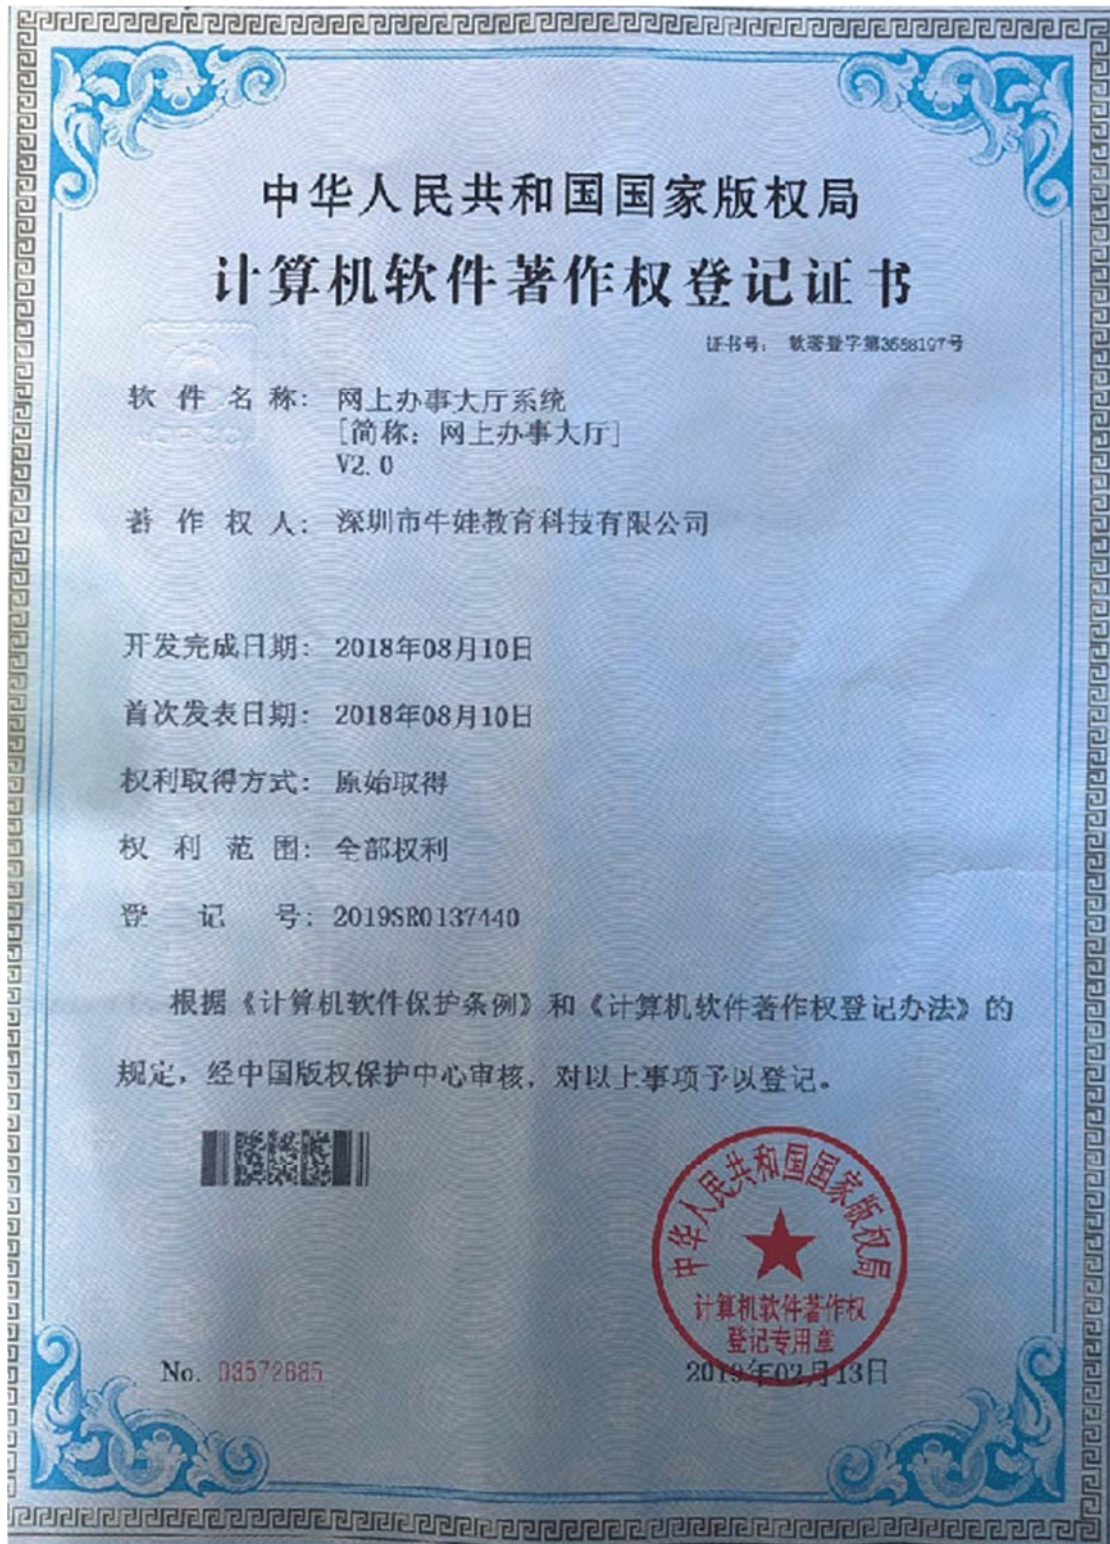 中华人民共和国国家版权局
计算机软件著作权登记证书
证书号： 软著登字第3558197号
软件名称： 网上办事大厅系统
[简称：网上办事大厅]
V2.0
著作权人： 深圳市牛娃教育科技有限公司
开发完成日期： 2018年08月10日
首次发表日期： 2018年08月10日
权利取得方式： 原始取得
权利范围： 全部权利
登记号： 2019SR0137440
根据《计算机软件保护条例》和《计算机软件著作权登记办法》的
规定，经中国版权保护中心审核，对以上事项予以登记。
中华人民共和国国家版权局
计算机软件著作权
登记专用章
No. 03572885
2019年02月13日